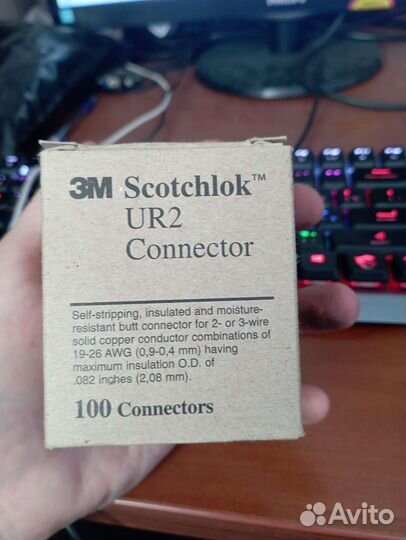 3M Scotchlok™
UR2
Connector
Self-stripping, insulated and moisture-
resistant butt connector for 2- or 3-wire
solid copper conductor combinations of
19-26 AWG (0,9-0,4 mm) having
maximum insulation O.D. of
.082 inches (2,08 mm).
100 Connectors
Avito